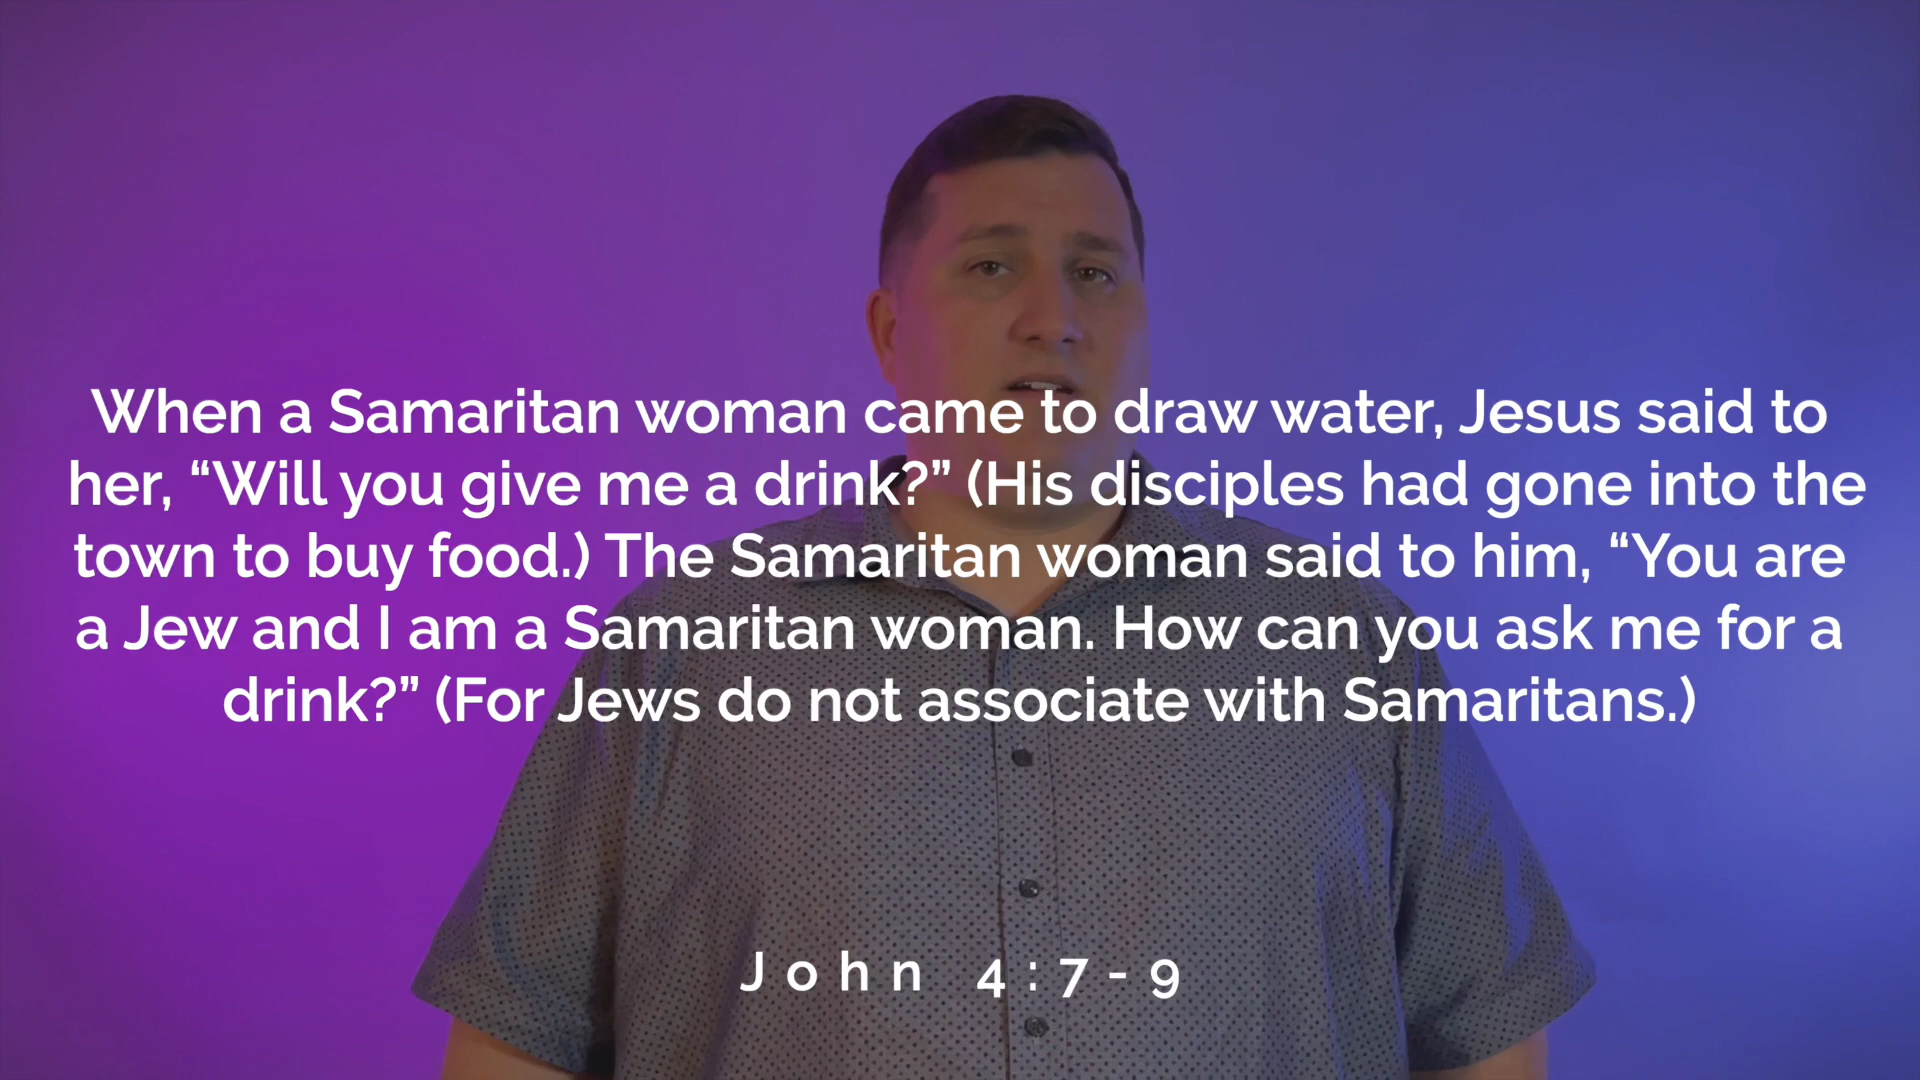 When a Samaritan woman came to draw water, Jesus said to
her, “Will you give me a drink?” (His disciples had gone into the
town to buy food.) The Samaritan woman said to him, “You are
a Jew and I am a Samaritan woman. How can you ask me for a
drink?” (For Jews do not associate with Samaritans.)
John 4:7-9